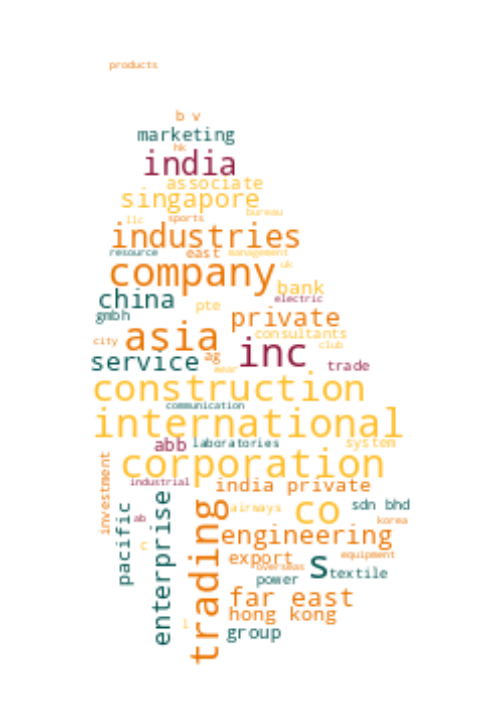 products
b v
marketing
hk
india
associate
singapore
bureau
llc
sports
industries
resource
east
management
company
uk
bank
china
electric
pte
gmbh
private
asia
consultants
city
club
inc
service
ag
trade
construction
communication
international
abb
laboratories
system
corporation
industrial
india private
investment
pacific
ab
enterprise
trading
airways
co
sdn bhd
korea
c
engineering
export
equipment
overseas
s
power
textile
far east
hong kong
l
group